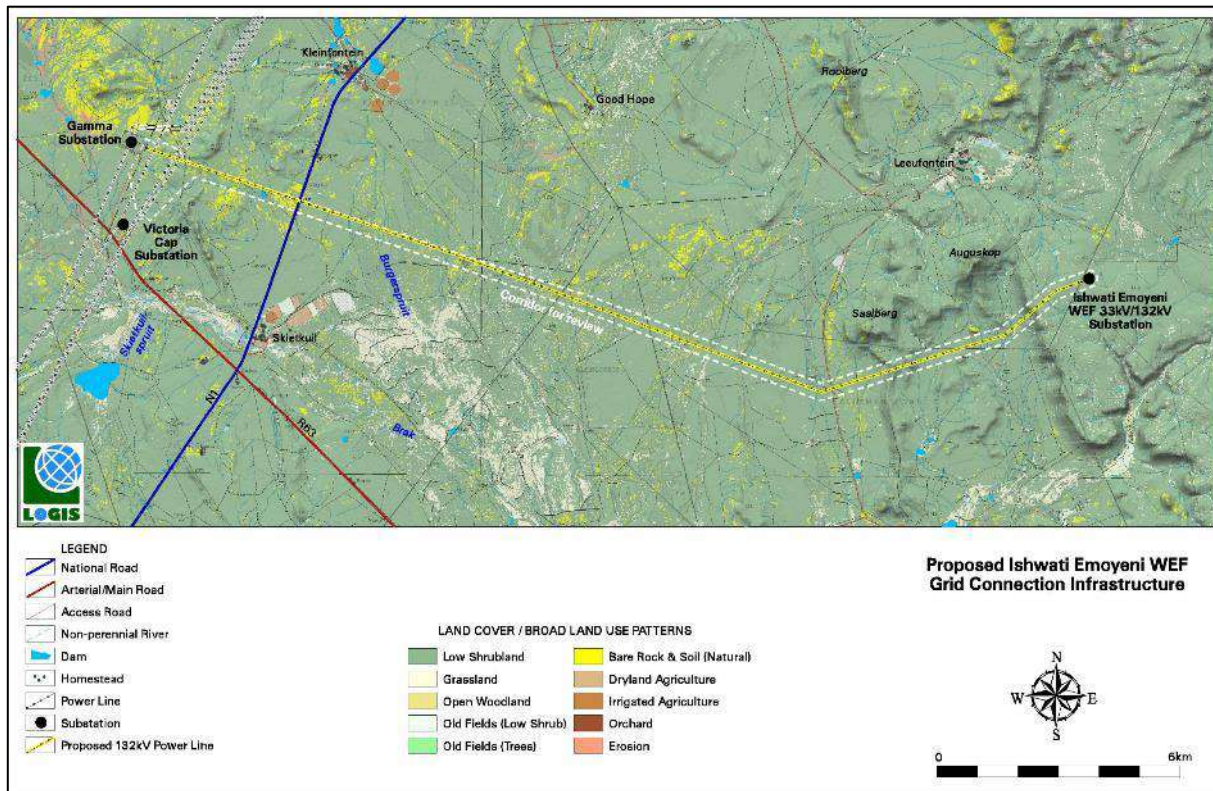 Kleinfontein
Rooiberg
Good Hope
Gamma
Substation
Leeufontein
Victoria
Gap
Substation
Auguskop
Burgerspruit
Corridor for review
Ishwati Emoyeni
WEF 33kV/132kV
Substation
Saaiberg
Skietkuil-
spruit
Skietkuil
N1
R63
Brak
LOGIS
LEGEND
National Road
Arterial/Main Road
Access Road
Non-perennial River
Dam
Homestead
Power Line
Substation
Proposed 132kV Power Line
LAND COVER / BROAD LAND USE PATTERNS
Low Shrubland
Grassland
Open Woodland
Old Fields (Low Shrub)
Old Fields (Trees)
Bare Rock & Soil (Natural)
Dryland Agriculture
Irrigated Agriculture
Orchard
Erosion
Proposed Ishwati Emoyeni WEF
Grid Connection Infrastructure
N
W
E
S
0
6km